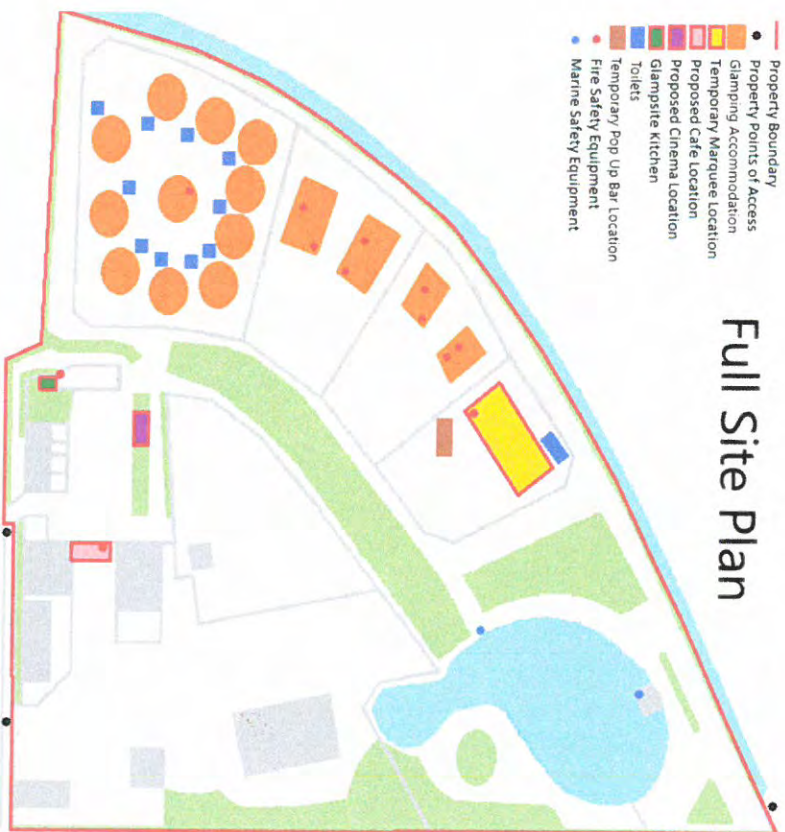 Full Site Plan
Property Boundary
Property Points of Access
Glamping Accommodation
Temporary Marquee Location
Proposed Cafe Location
Proposed Cinema Location
Glampsite Kitchen
Toilets
Temporary Pop Up Bar Location
Fire Safety Equipment
Marine Safety Equipment